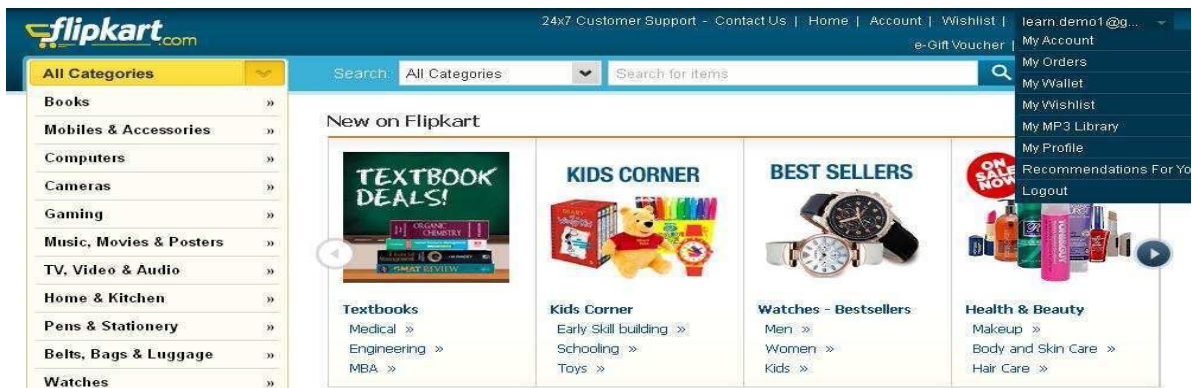 flipkart.com
24x7 Customer Support - Contact Us | Home | Account | Wishlist | learn.demo1@g...
e-Gift Voucher |
My Account
My Orders
My Wallet
My Wishlist
My MP3 Library
My Profile
Recommendations For Yo
Logout
All Categories
Search: All Categories Search for items
Books »
Mobiles & Accessories »
Computers »
Cameras »
Gaming »
Music, Movies & Posters »
TV, Video & Audio »
Home & Kitchen »
Pens & Stationery »
Belts, Bags & Luggage »
Watches »
New on Flipkart
TEXTBOOK
DEALS!
ORGANIC
CHEMISTRY
GMAT REVIEW
Textbooks
Medical »
Engineering »
MBA »
KIDS CORNER
Kids Corner
Early Skill building »
Schooling »
Toys »
BEST SELLERS
Watches - Bestsellers
Men »
Women »
Kids »
ON
SALE
NOW
Health & Beauty
Makeup »
Body and Skin Care »
Hair Care »